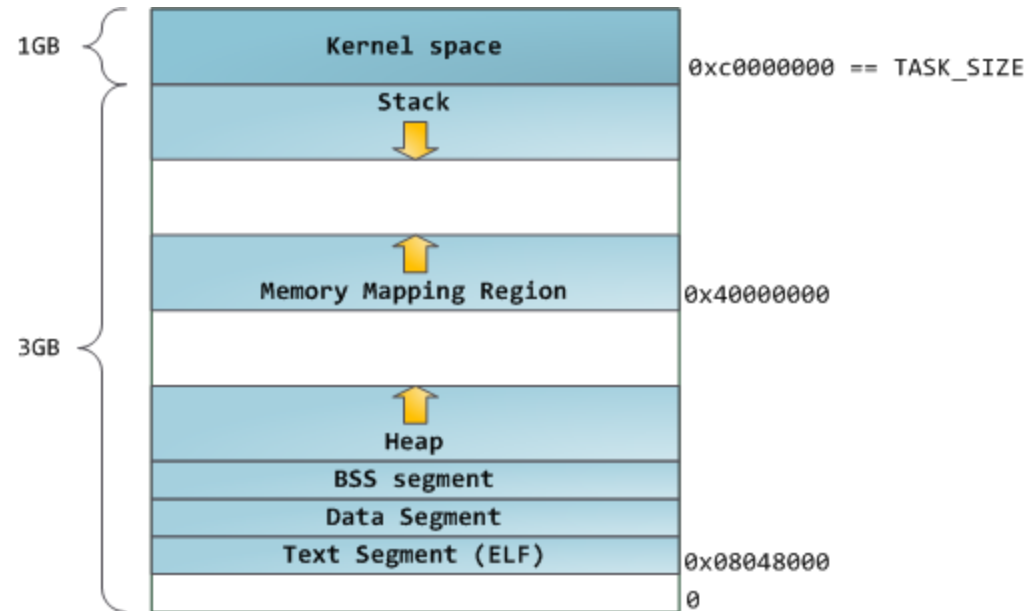 1GB
Kernel space
0xc0000000 == TASK_SIZE
Stack
Memory Mapping Region
0x40000000
3GB
Heap
BSS segment
Data Segment
Text Segment (ELF)
0x08048000
0